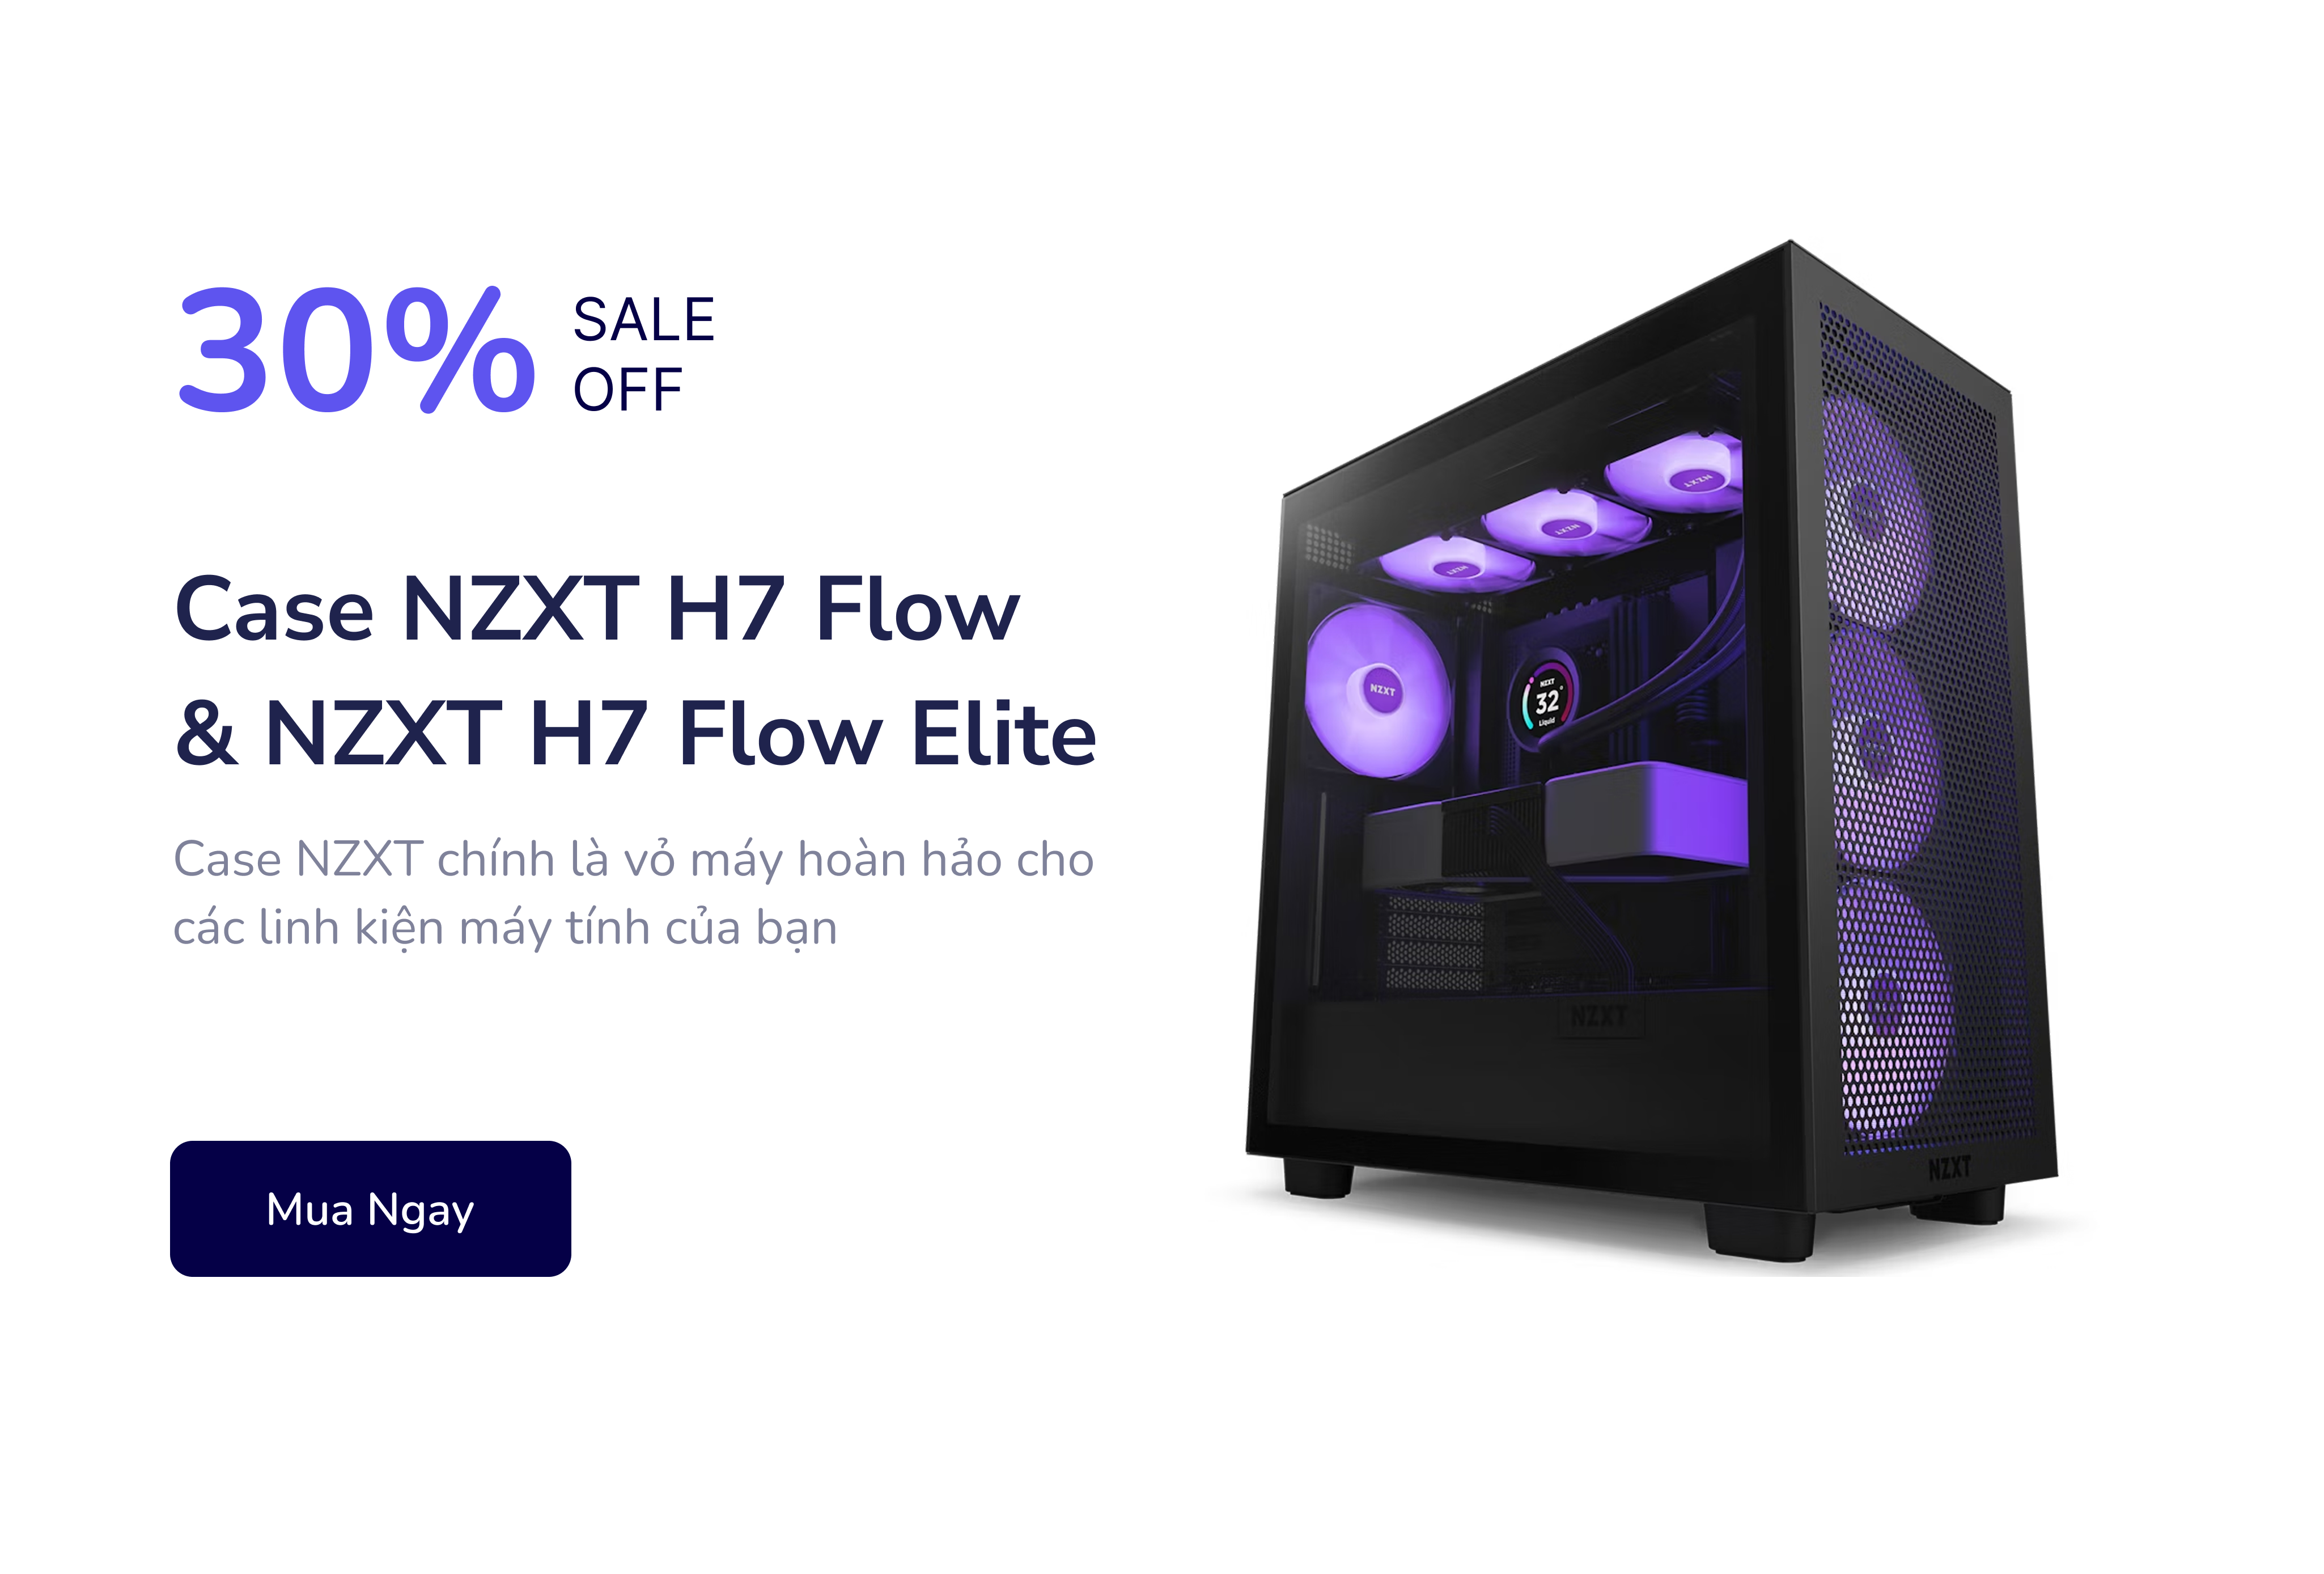 30%
SALE
OFF
Case NZXT H7 Flow
& NZXT H7 Flow Elite
Case NZXT chính là vỏ máy hoàn hảo cho
các linh kiện máy tính của bạn
Mua Ngay
NZXT
NZXT
NZXT
NZXT
NZXT
32°
Liquid
NZXT
NZXT